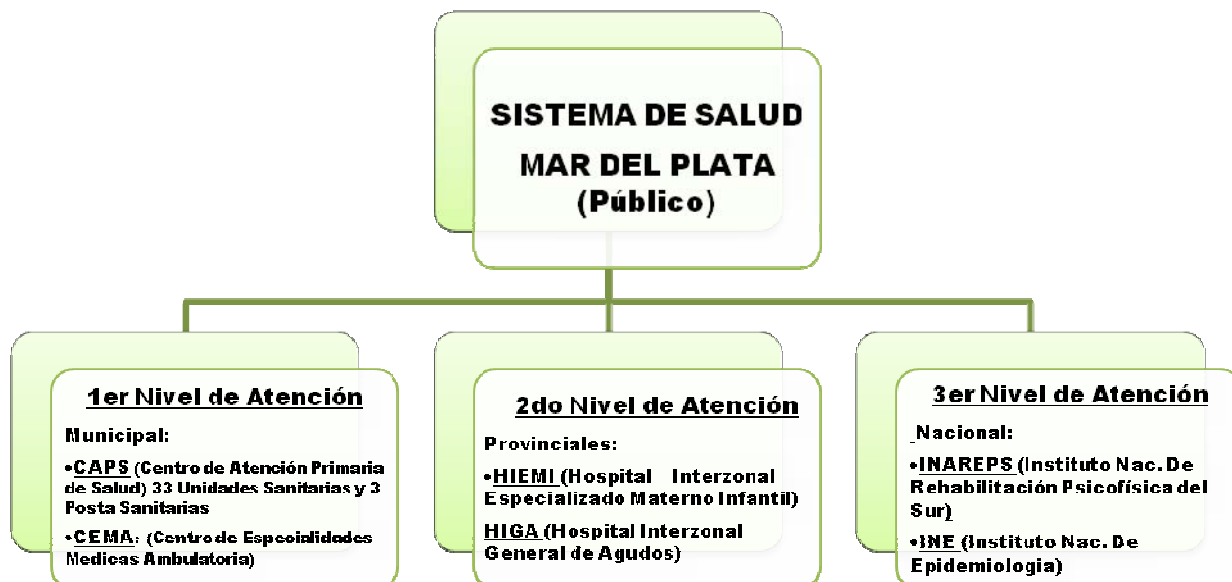 SISTEMA DE SALUD
MAR DEL PLATA
(Público)
1er Nivel de Atención
Municipal:
•CAPS (Centro de Atención Primaria
de Salud) 33 Unidades Sanitarias y 3
Posta Sanitarias
•CEMA: (Centro de Especialidades
Medicas Ambulatoria)
2do Nivel de Atención
Provinciales:
•HIEMI (Hospital Interzonal
Especializado Materno Infantil)
HIGA (Hospital Interzonal
General de Agudos)
3er Nivel de Atención
Nacional:
•INAREPS (Instituto Nac. De
Rehabilitación Psicofísica del
Sur)
•INE (Instituto Nac. De
Epidemiologia)